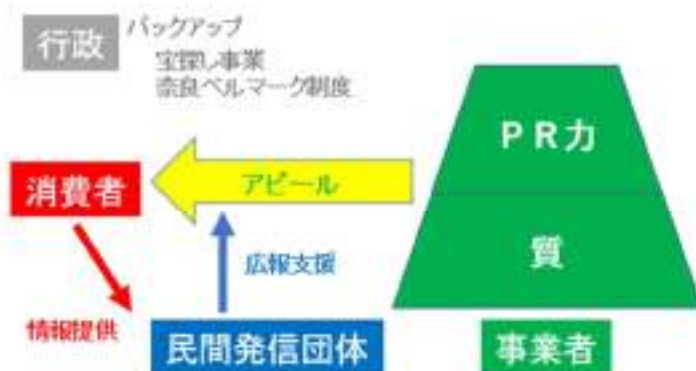 行政
バックアップ
宝探し事業
奈良ベルマーク制度
PR力
消費者
アピール
質
広報支援
情報提供
民間発信団体
事業者